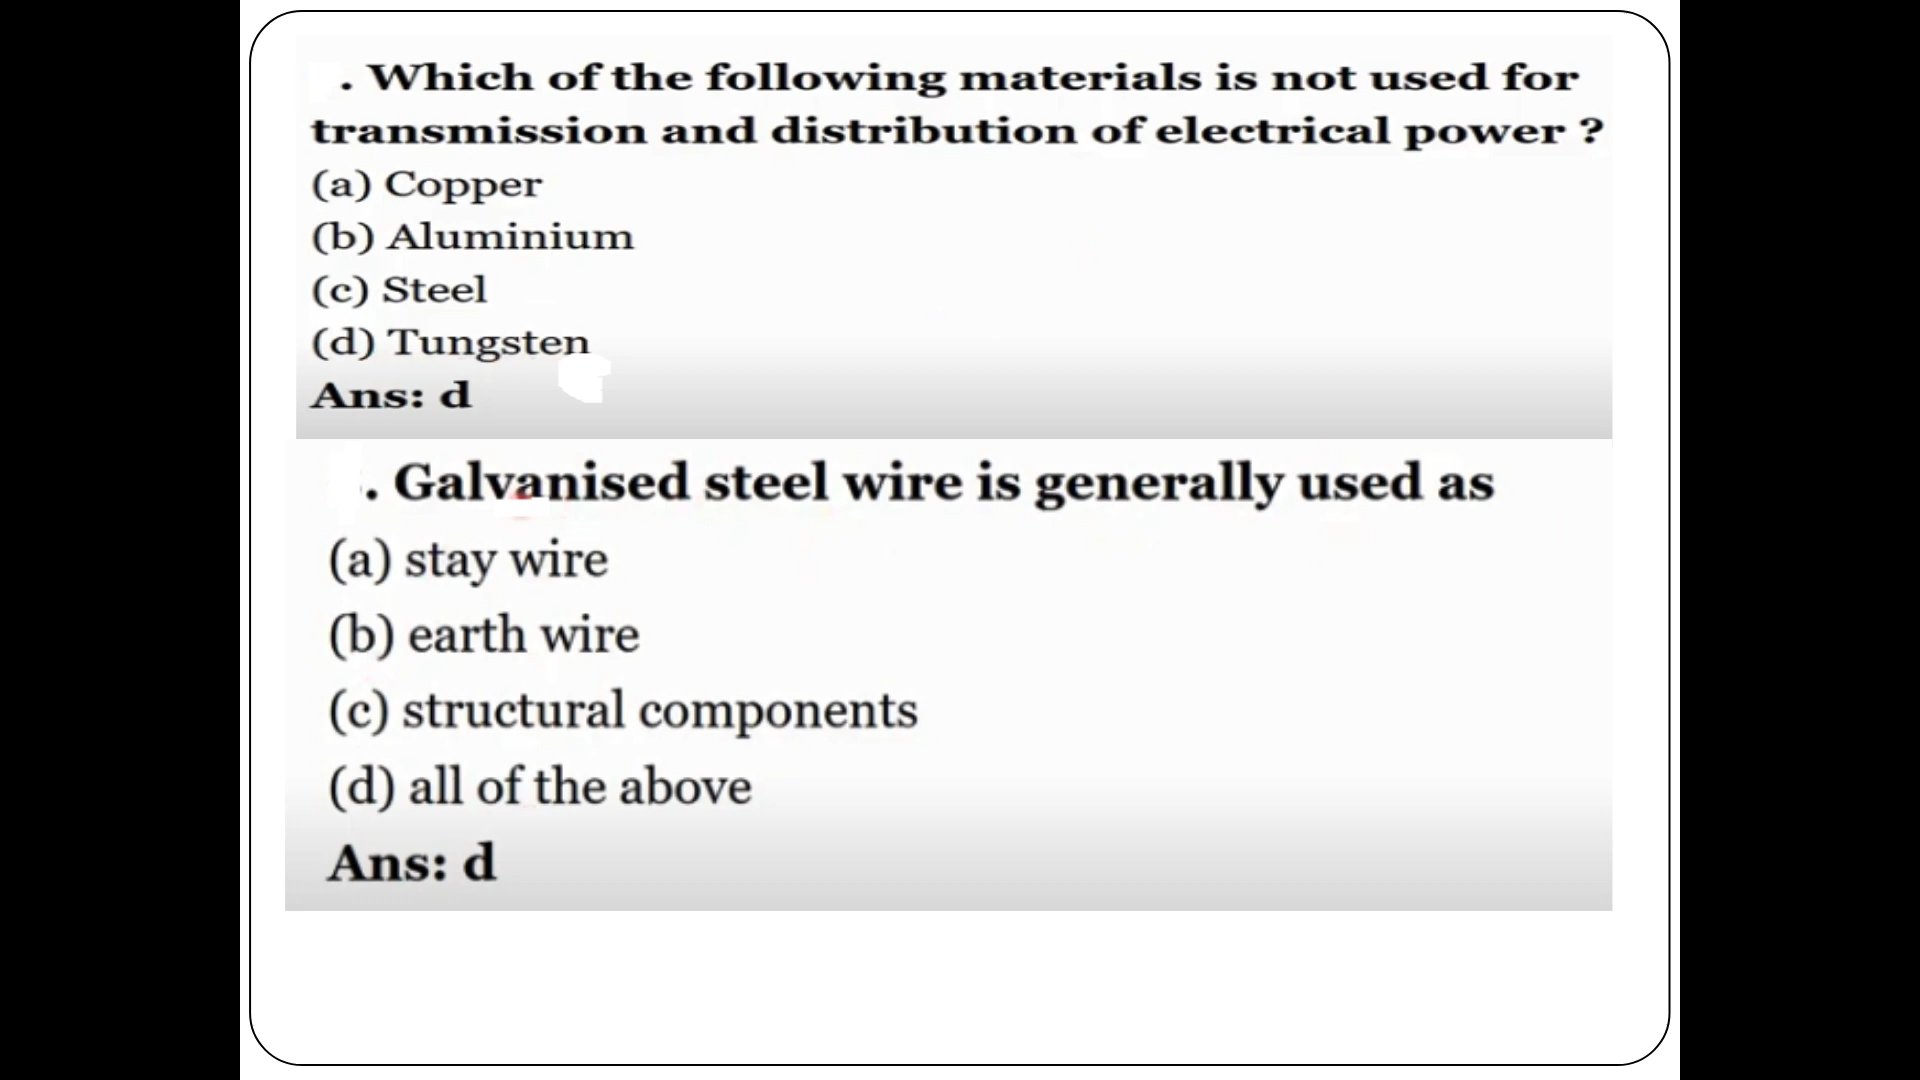 . Which of the following materials is not used for
transmission and distribution of electrical power ?
(a) Copper
(b) Aluminium
(c) Steel
(d) Tungsten
Ans: d
. Galvanised steel wire is generally used as
(a) stay wire
(b) earth wire
(c) structural components
(d) all of the above
Ans: d